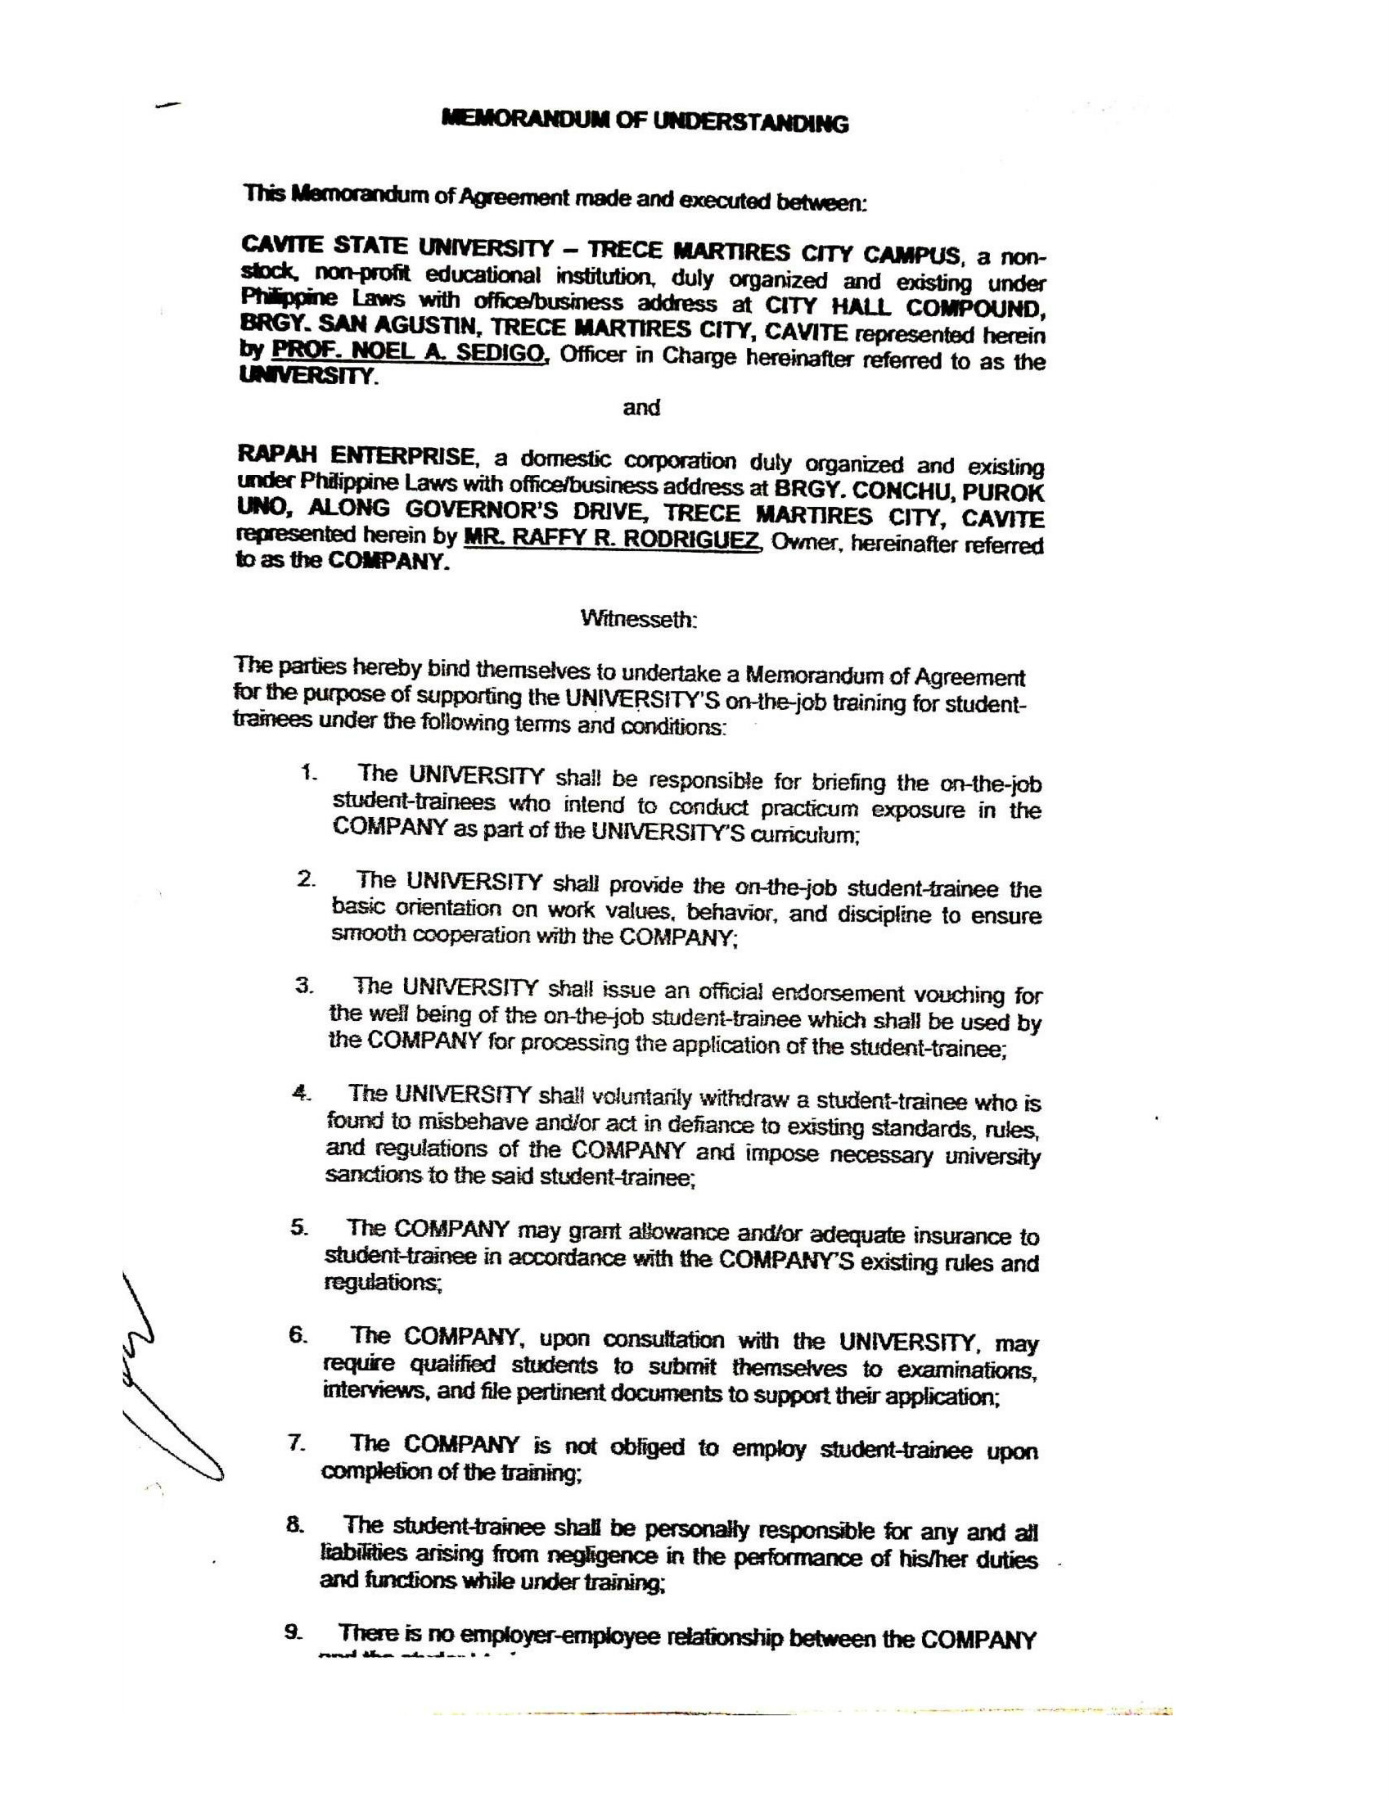 MEMORANDUM OF UNDERSTANDING
This Memorandum of Agreement made and executed between:
CAVITE STATE UNIVERSITY – TRECE MARTIRES CITY CAMPUS, a non-
stock, non-profit educational institution, duly organized and existing under
Philippine Laws with office/business address at CITY HALL COMPOUND,
BRGY. SAN AGUSTIN, TRECE MARTIRES CITY, CAVITE represented herein
by PROF. NOEL A. SEDIGO, Officer in Charge hereinafter referred to as the
UNIVERSITY.
and
RAPAH ENTERPRISE, a domestic corporation duly organized and existing
under Philippine Laws with office/business address at BRGY. CONCHU, PUROK
UNO, ALONG GOVERNOR'S DRIVE, TRECE MARTIRES CITY, CAVITE
represented herein by MR. RAFFY R. RODRIGUEZ, Owner, hereinafter referred
to as the COMPANY.
Witnesseth:
The parties hereby bind themselves to undertake a Memorandum of Agreement
for the purpose of supporting the UNIVERSITY'S on-the-job training for student-
trainees under the following terms and conditions:
1. The UNIVERSITY shall be responsible for briefing the on-the-job
student-trainees who intend to conduct practicum exposure in the
COMPANY as part of the UNIVERSITY'S curriculum;
2. The UNIVERSITY shall provide the on-the-job student-trainee the
basic orientation on work values, behavior, and discipline to ensure
smooth cooperation with the COMPANY;
3. The UNIVERSITY shall issue an official endorsement vouching for
the well being of the on-the-job student-trainee which shall be used by
the COMPANY for processing the application of the student-trainee;
4. The UNIVERSITY shall voluntarily withdraw a student-trainee who is
found to misbehave and/or act in defiance to existing standards, rules,
and regulations of the COMPANY and impose necessary university
sanctions to the said student-trainee;
5. The COMPANY may grant allowance and/or adequate insurance to
student-trainee in accordance with the COMPANY'S existing rules and
regulations;
6. The COMPANY, upon consultation with the UNIVERSITY, may
require qualified students to submit themselves to examinations,
interviews, and file pertinent documents to support their application;
7. The COMPANY is not obliged to employ student-trainee upon
completion of the training;
8. The student-trainee shall be personally responsible for any and all
liabilities arising from negligence in the performance of his/her duties
and functions while under training;
9. There is no employer-employee relationship between the COMPANY
and the